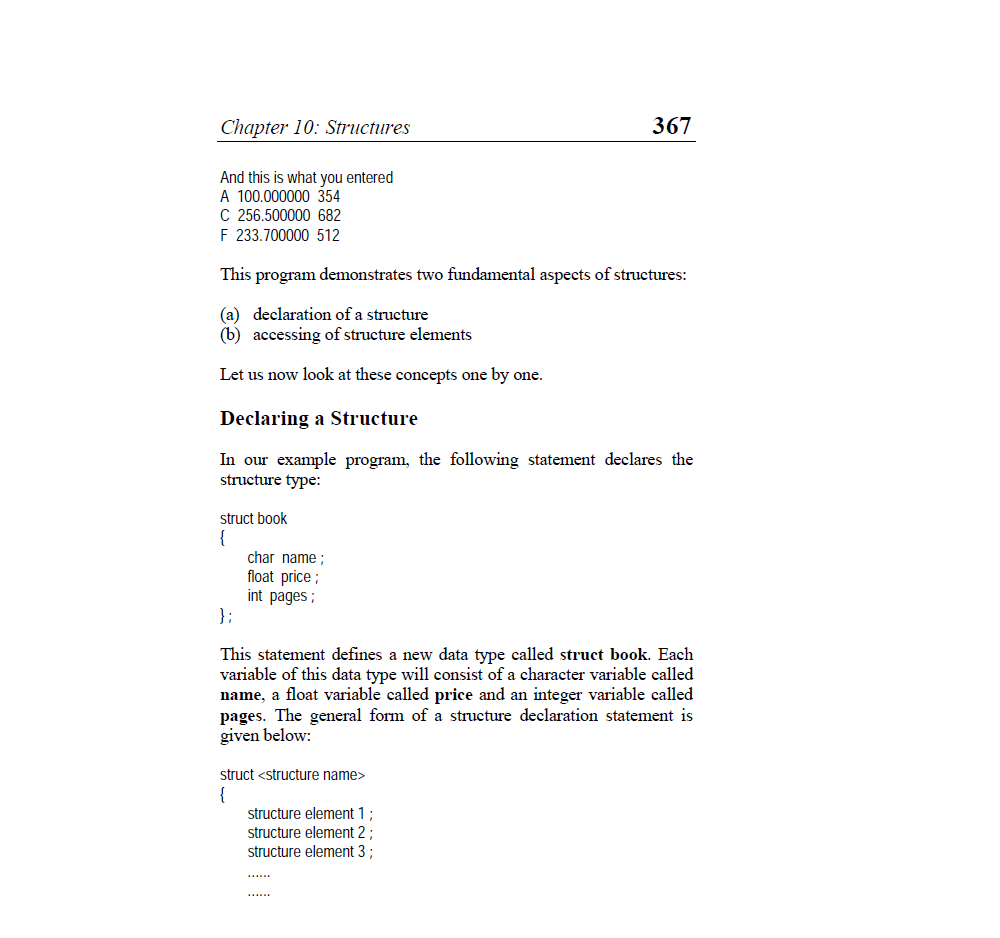 Chapter 10: Structures 367
And this is what you entered
A 100.000000 354
C 256.500000 682
F 233.700000 512
This program demonstrates two fundamental aspects of structures:
(a) declaration of a structure
(b) accessing of structure elements
Let us now look at these concepts one by one.
Declaring a Structure
In our example program, the following statement declares the
structure type:
struct book
{
char name ;
float price ;
int pages ;
} ;
This statement defines a new data type called struct book. Each
variable of this data type will consist of a character variable called
name, a float variable called price and an integer variable called
pages. The general form of a structure declaration statement is
given below:
struct <structure name>
{
structure element 1 ;
structure element 2 ;
structure element 3 ;
......
......